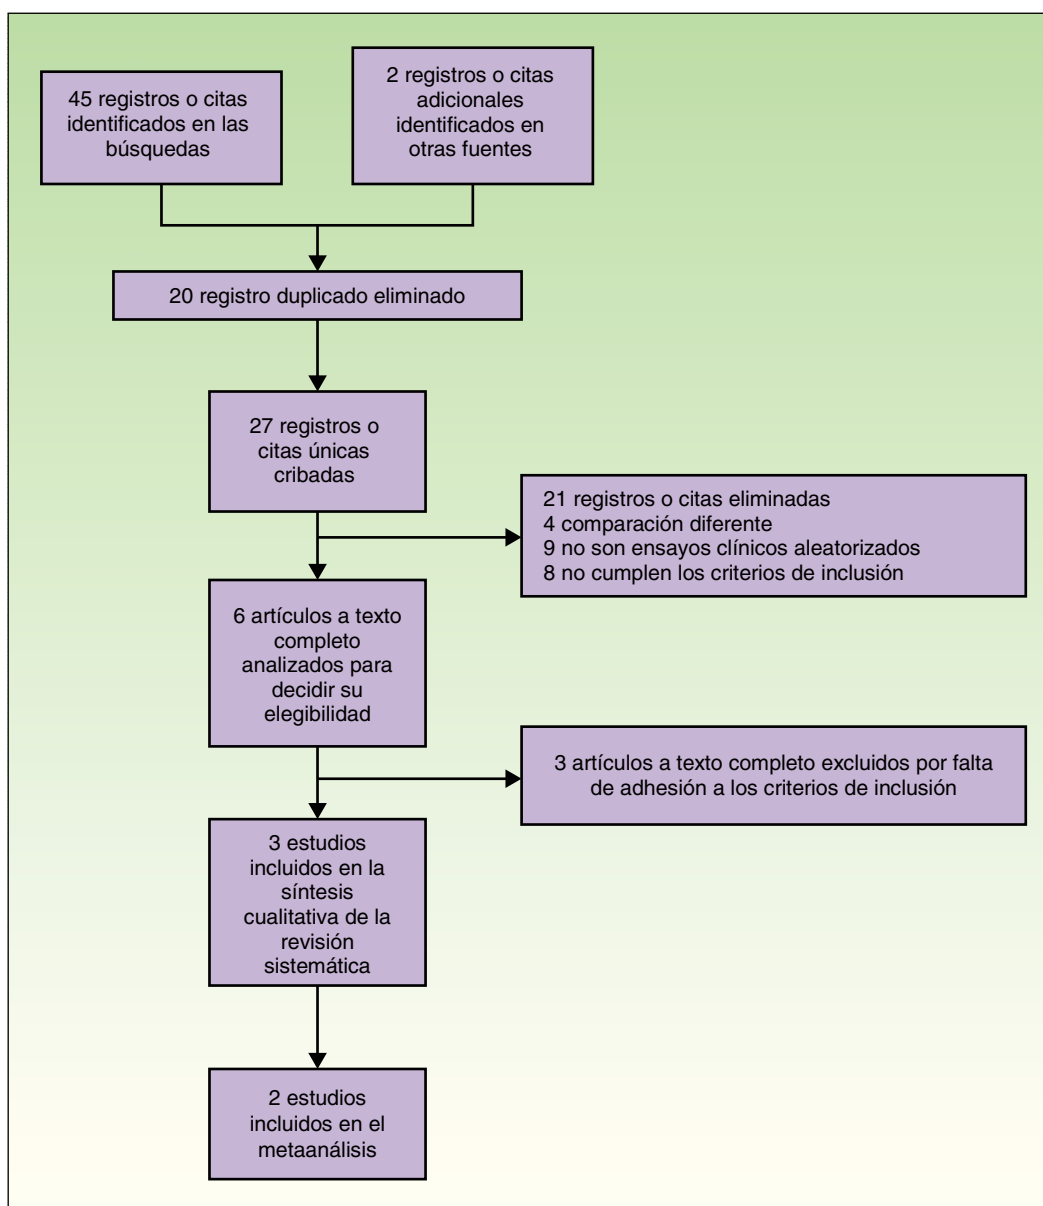 45 registros o citas
identificados en las
búsquedas
2 registros o citas
adicionales
identificados en
otras fuentes
20 registro duplicado eliminado
27 registros o
citas únicas
cribadas
21 registros o citas eliminadas
4 comparación diferente
9 no son ensayos clínicos aleatorizados
8 no cumplen los criterios de inclusión
6 artículos a texto
completo
analizados para
decidir su
elegibilidad
3 artículos a texto completo excluidos por falta
de adhesión a los criterios de inclusión
3 estudios
incluidos en la
síntesis
cualitativa de la
revisión
sistemática
2 estudios
incluidos en el
metaanálisis